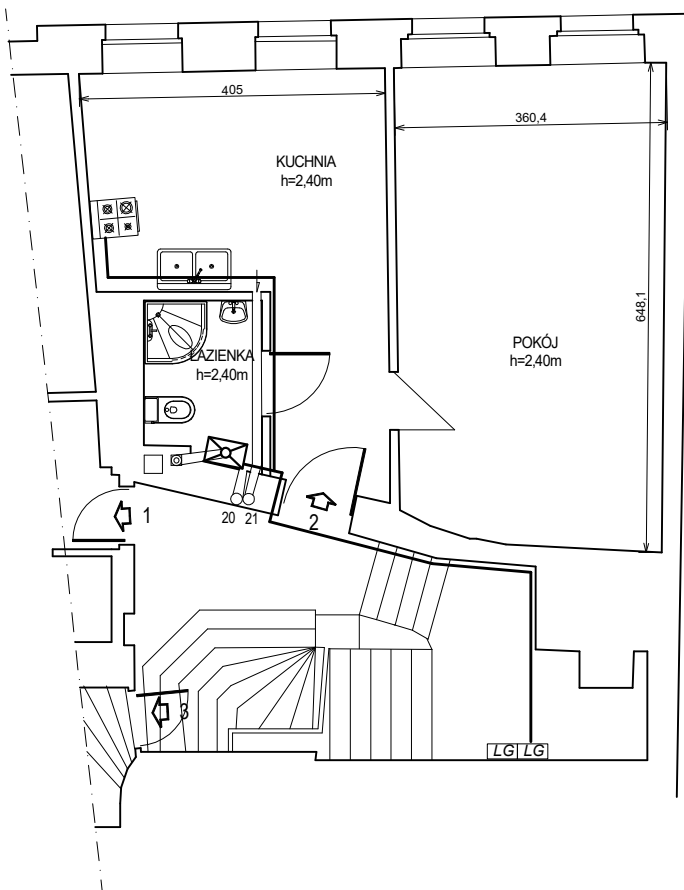 405
360,4
KUCHNIA
h=2,40m
648,1
POKÓJ
h=2,40m
ŁAZIENKA
h=2,40m
1
20 21
2
3
LG LG